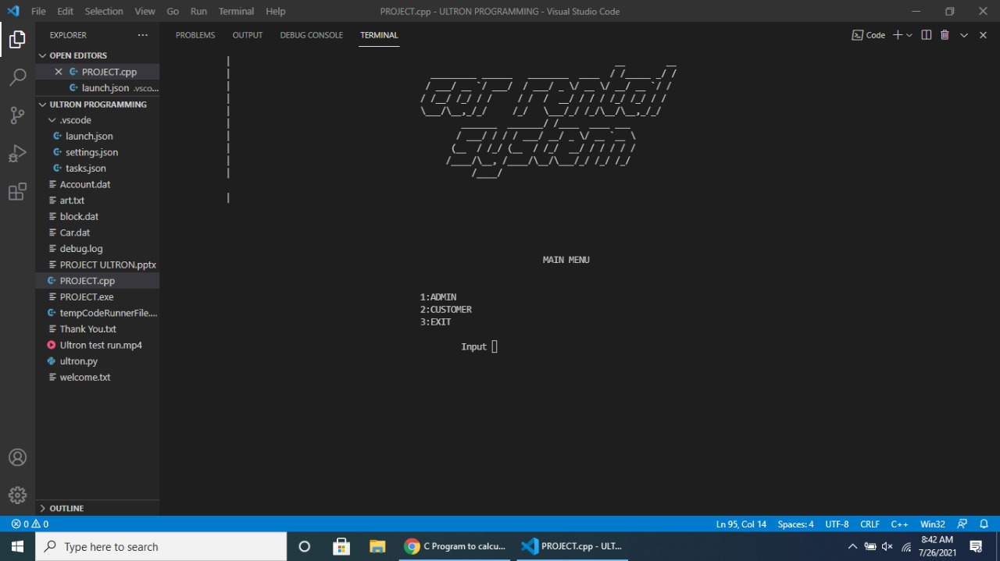 File Edit Selection View Go Run Terminal Help PROJECT.cpp - ULTRON PROGRAMMING - Visual Studio Code
EXPLORER ···
PROBLEMS OUTPUT DEBUG CONSOLE TERMINAL Code
OPEN EDITORS
PROJECT.cpp
launch.json .vsco...
ULTRON PROGRAMMING
.vscode
launch.json
settings.json
tasks.json
Account.dat
art.txt
block.dat
Car.dat
debug.log
PROJECT ULTRON.pptx
PROJECT.cpp
PROJECT.exe
tempCodeRunnerFile....
Thank You.txt
Ultron test run.mp4
ultron.py
welcome.txt
OUTLINE
car rental
system
MAIN MENU
1:ADMIN
2:CUSTOMER
3:EXIT
Input
0 0 Ln 95, Col 14 Spaces: 4 UTF-8 CRLF C++ Win32
Type here to search
C Program to calcu...
PROJECT.cpp - ULT...
8:42 AM
7/26/2021